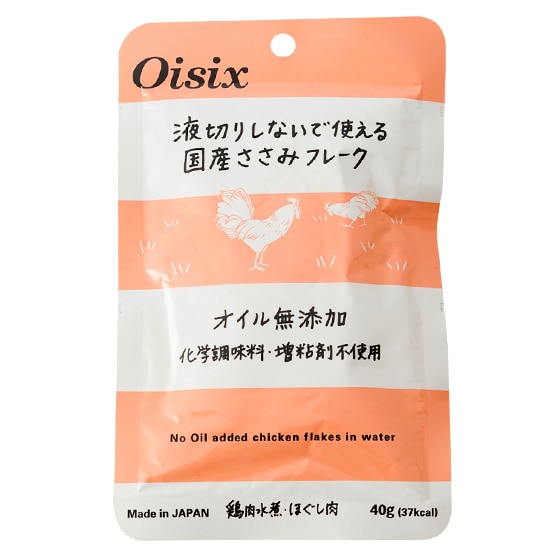 Oisix
液切りしないで使える
国産ささみフレーク
オイル無添加
化学調味料・増粘剤不使用
No Oil added chicken flakes in water
Made in JAPAN 鶏肉水煮・ほぐし肉 40g (37kcal)